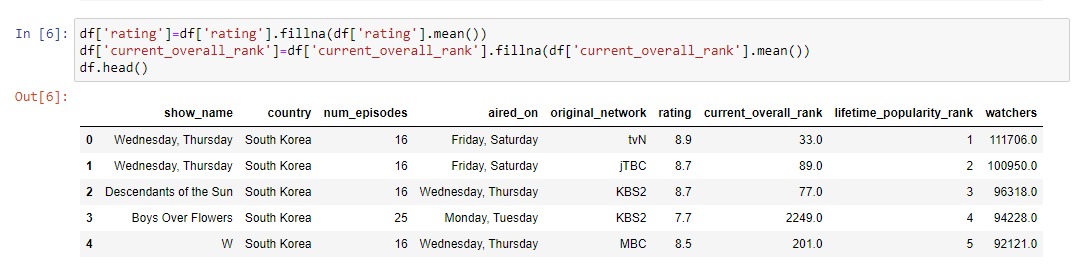 In [6]: df['rating']=df['rating'].fillna(df['rating'].mean())
df['current_overall_rank']=df['current_overall_rank'].fillna(df['current_overall_rank'].mean())
df.head()
Out[6]:
show_name country num_episodes aired_on original_network rating current_overall_rank lifetime_popularity_rank watchers
0 Wednesday, Thursday South Korea 16 Friday, Saturday tvN 8.9 33.0 1 111706.0
1 Wednesday, Thursday South Korea 16 Friday, Saturday jTBC 8.7 89.0 2 100950.0
2 Descendants of the Sun South Korea 16 Wednesday, Thursday KBS2 8.7 77.0 3 96318.0
3 Boys Over Flowers South Korea 25 Monday, Tuesday KBS2 7.7 2249.0 4 94228.0
4 W South Korea 16 Wednesday, Thursday MBC 8.5 201.0 5 92121.0